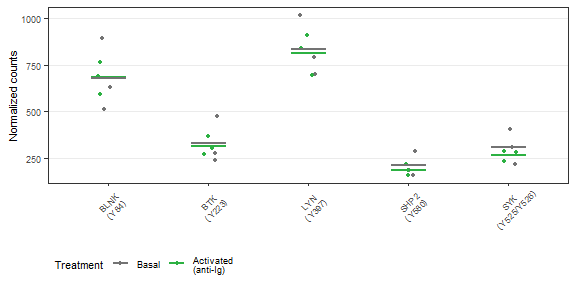 Normalized counts
1000
750
500
250
BLNK
(Y84)
BTK
(Y223)
LYN
(Y397)
SHP2
(Y580)
SYK
(Y525/Y526)
Treatment
Basal
Activated
(anti-Ig)